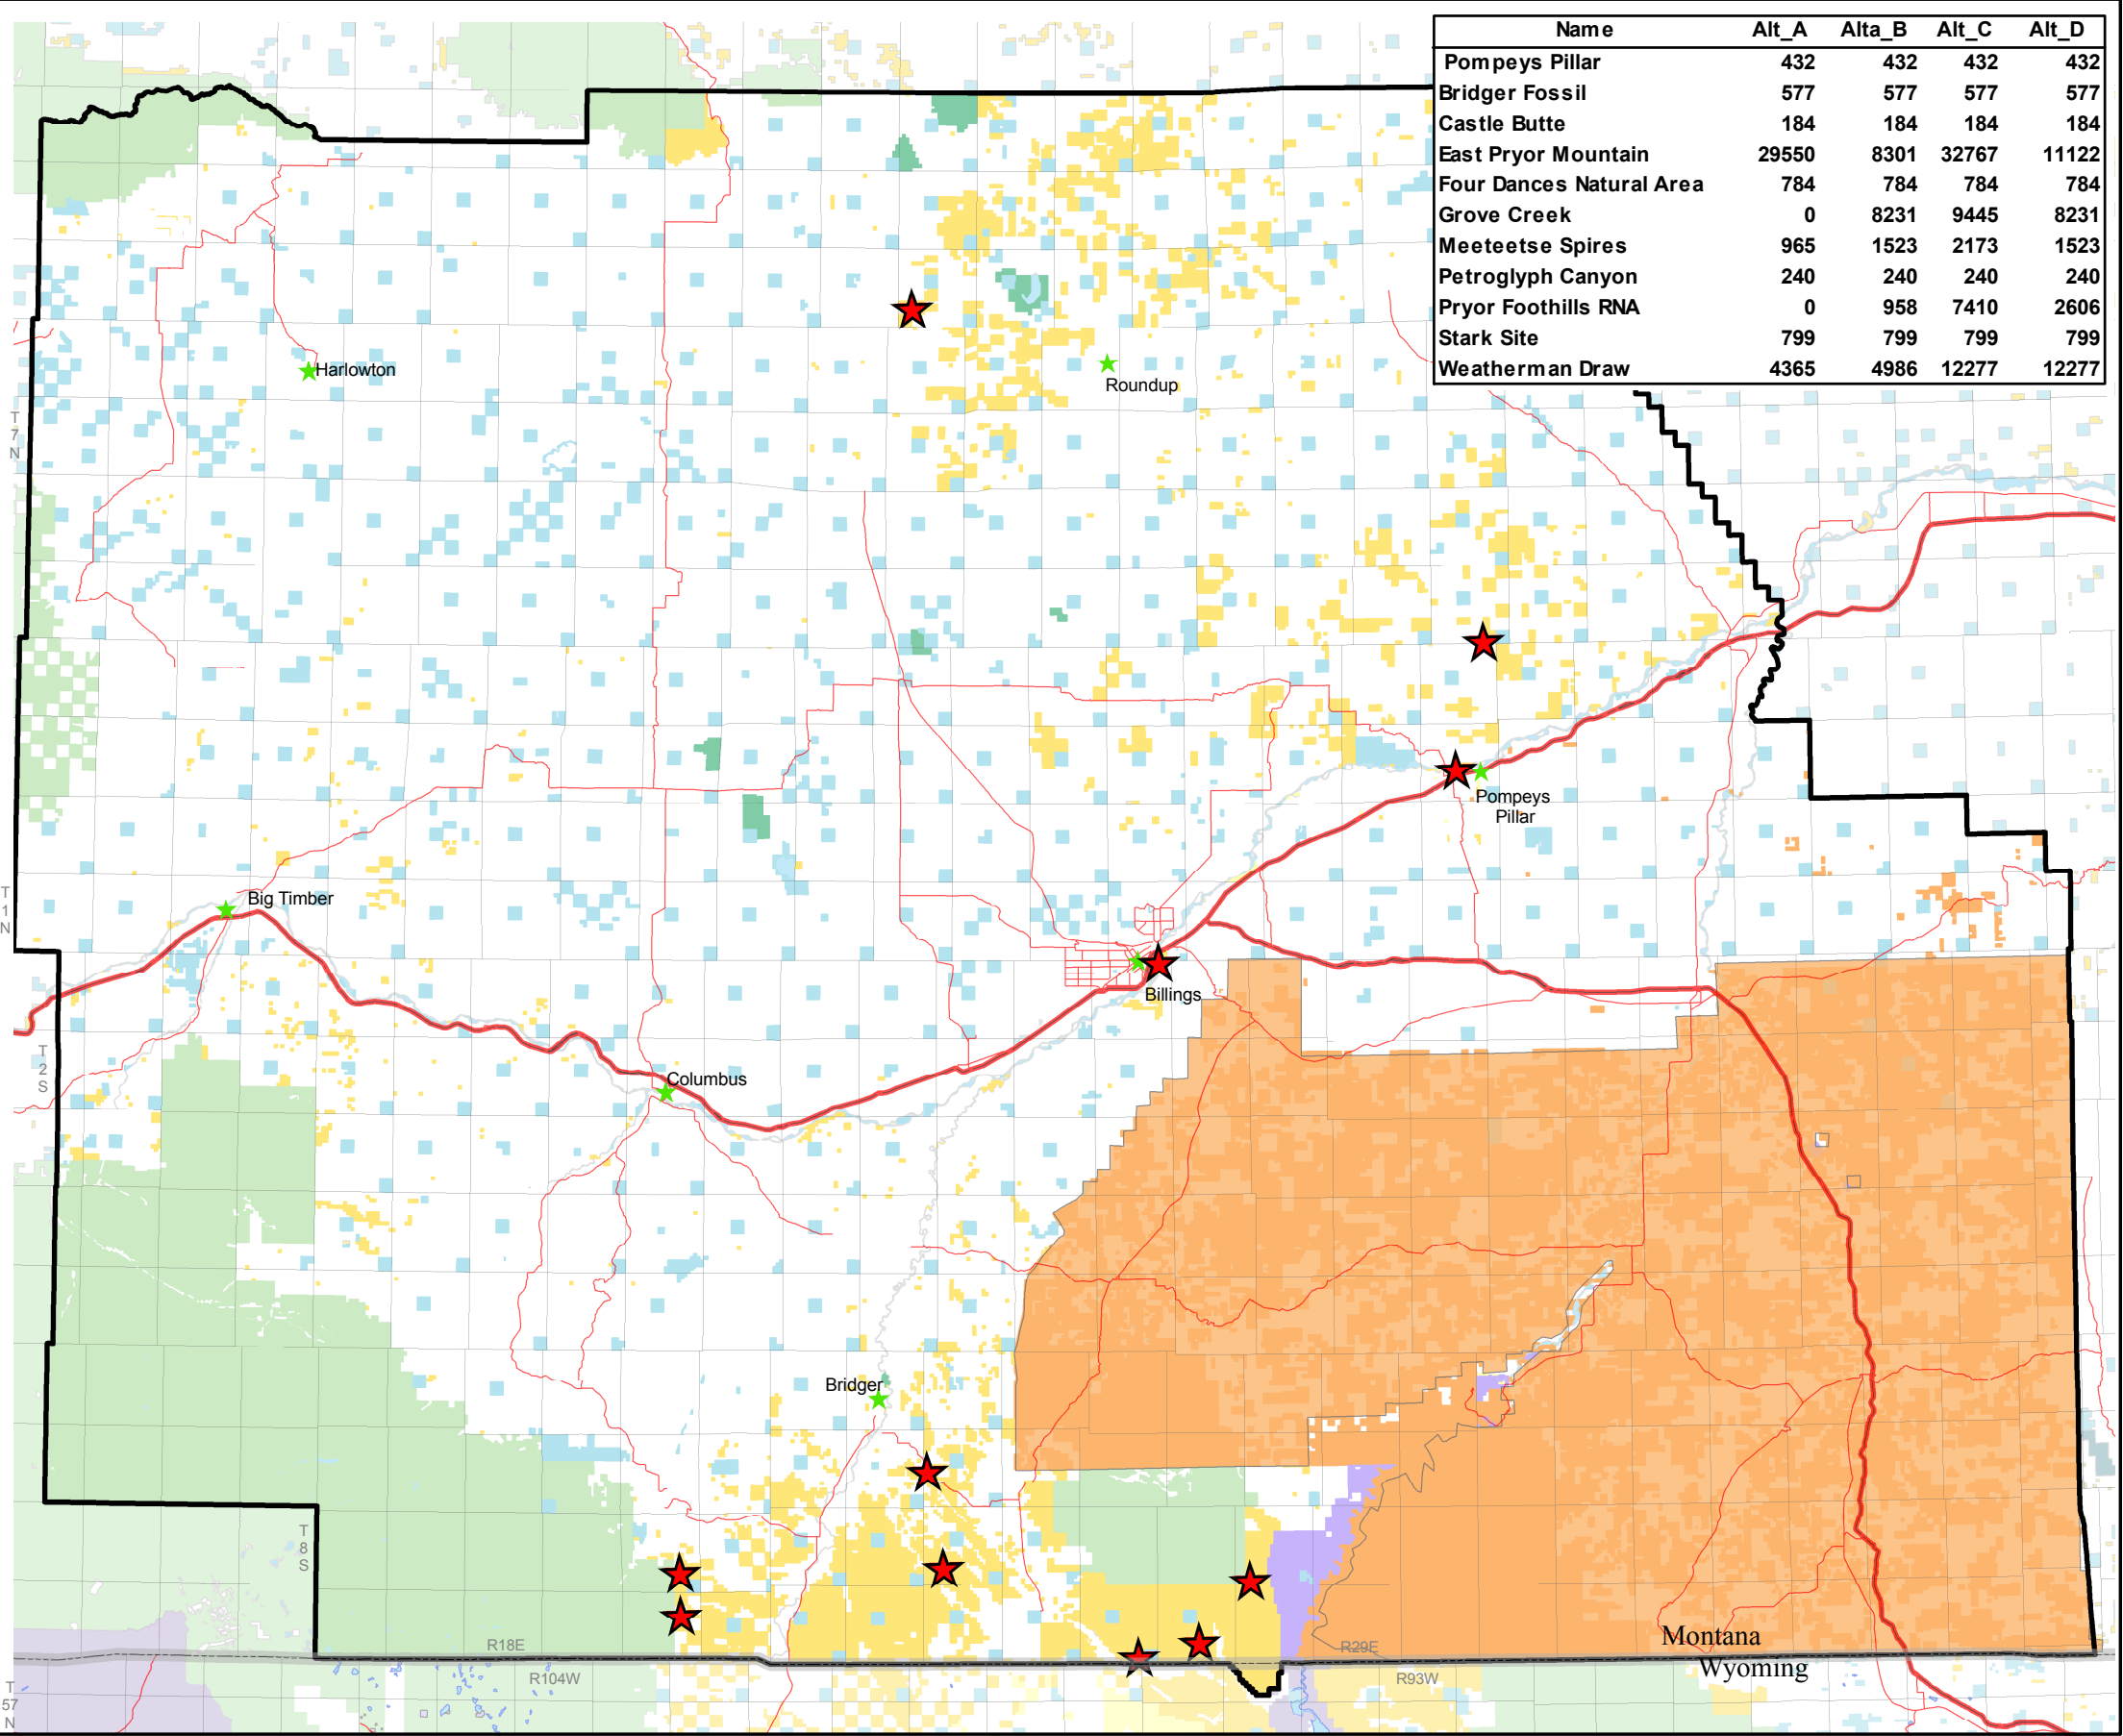 Name Alt_A Alta_B Alt_C Alt_D
Pompeys Pillar 432 432 432 432
Bridger Fossil 577 577 577 577
Castle Butte 184 184 184 184
East Pryor Mountain 29550 8301 32767 11122
Four Dances Natural Area 784 784 784 784
Grove Creek 0 8231 9445 8231
Meeteetse Spires 965 1523 2173 1523
Petroglyph Canyon 240 240 240 240
Pryor Foothills RNA 0 958 7410 2606
Stark Site 799 799 799 799
Weatherman Draw 4365 4986 12277 12277
Harlowton
Roundup
T
7
N
Pompeys
Pillar
Big Timber
T
1
N
Billings
T
2
S
Columbus
Bridger
T
8
S
R18E
R29E
Montana
Wyoming
R104W
R93W
T
57
N